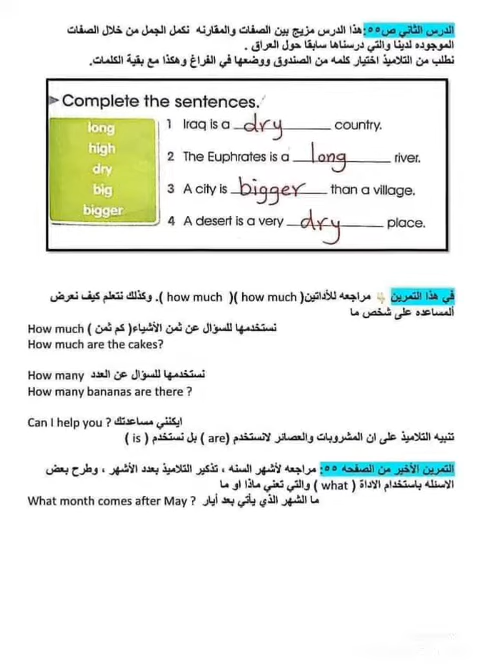 الدرس الثاني ص٥٥: هذا الدرس مزيج بين الصفات والمقارنه نكمل الجمل من خلال الصفات
الموجوده لدينا والتي درسناها سابقا حول العراق .
نطلب من التلاميذ اختيار كلمه من الصندوق ووضعها في الفراغ وهكذا مع بقية الكلمات.
Complete the sentences.
long
high
dry
big
bigger
1 Iraq is a dry country.
2 The Euphrates is a long river.
3 A city is bigger than a village.
4 A desert is a very dry place.
في هذا التمرين مراجعه للأداتين( how much )( how much ). وكذلك نتعلم كيف نعرض
المساعده على شخص ما
How much ( كم ثمن )نستخدمها للسؤال عن ثمن الأشياء
How much are the cakes?
How many نستخدمها للسؤال عن العدد
How many bananas are there ?
Can I help you ? ايكنني مساعدتك
تنبيه التلاميذ على ان المشروبات والعصائر لانستخدم( are ) بل نستخدم ( is )
التمرين الأخير من الصفحه ٥٥: مراجعه لأشهر السنه ، تذكير التلاميذ بعدد الأشهر ، وطرح بعض
الاسئله باستخدام الاداة ( what ) والتي تعني ماذا او ما
What month comes after May ? ما الشهر الذي يأتي بعد أيار